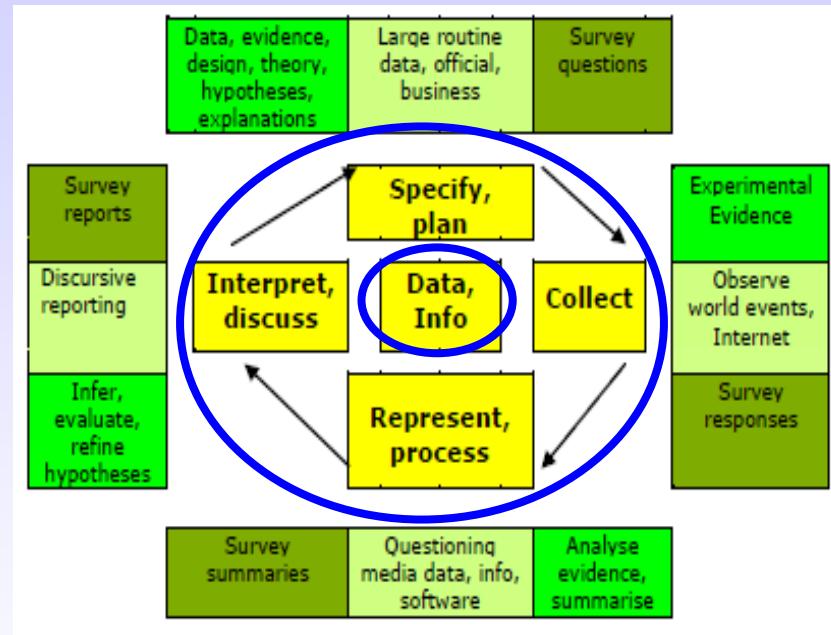 Data, evidence,
design, theory,
hypotheses,
explanations
Large routine
data, official,
business
Survey
questions
Survey
reports
Discursive
reporting
Infer,
evaluate,
refine
hypotheses
Specify,
plan
Interpret,
discuss
Data,
Info
Collect
Represent,
process
Experimental
Evidence
Observe
world events,
Internet
Survey
responses
Survey
summaries
Questioning
media data, info,
software
Analyse
evidence,
summarise